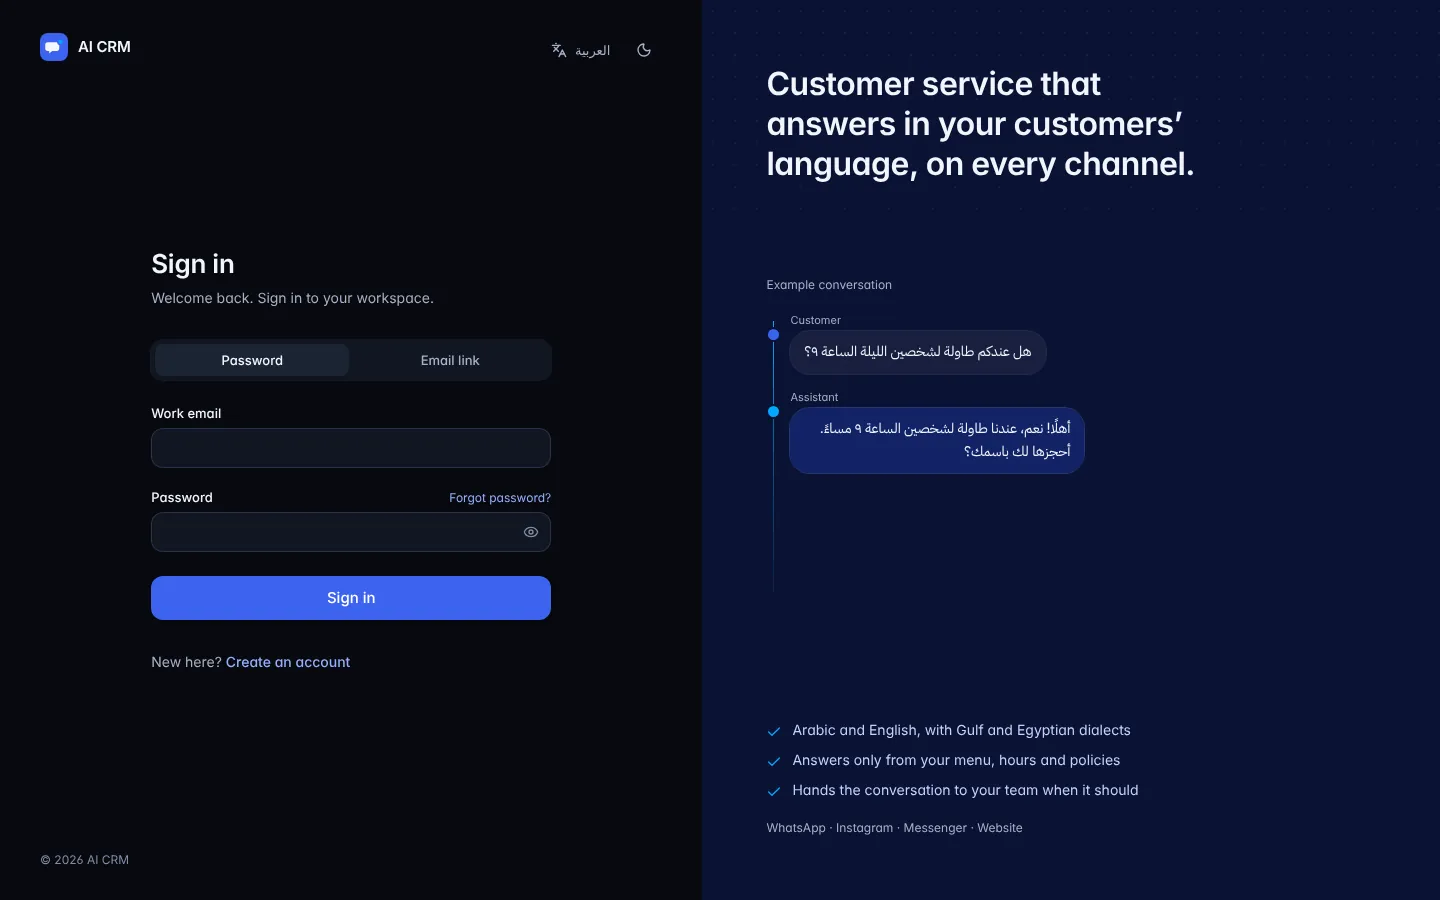 AI CRM
العربية
Sign in
Welcome back. Sign in to your workspace.
Password
Email link
Work email
Password
Forgot password?
Sign in
New here? Create an account
© 2026 AI CRM
Customer service that
answers in your customers’
language, on every channel.
Example conversation
Customer
هل عندكم طاولة لشخصين الليلة الساعة ٩؟
Assistant
أهلًا! نعم، عندنا طاولة لشخصين الساعة ٩ مساءً.
أحجزها لك باسمك؟
Arabic and English, with Gulf and Egyptian dialects
Answers only from your menu, hours and policies
Hands the conversation to your team when it should
WhatsApp · Instagram · Messenger · Website